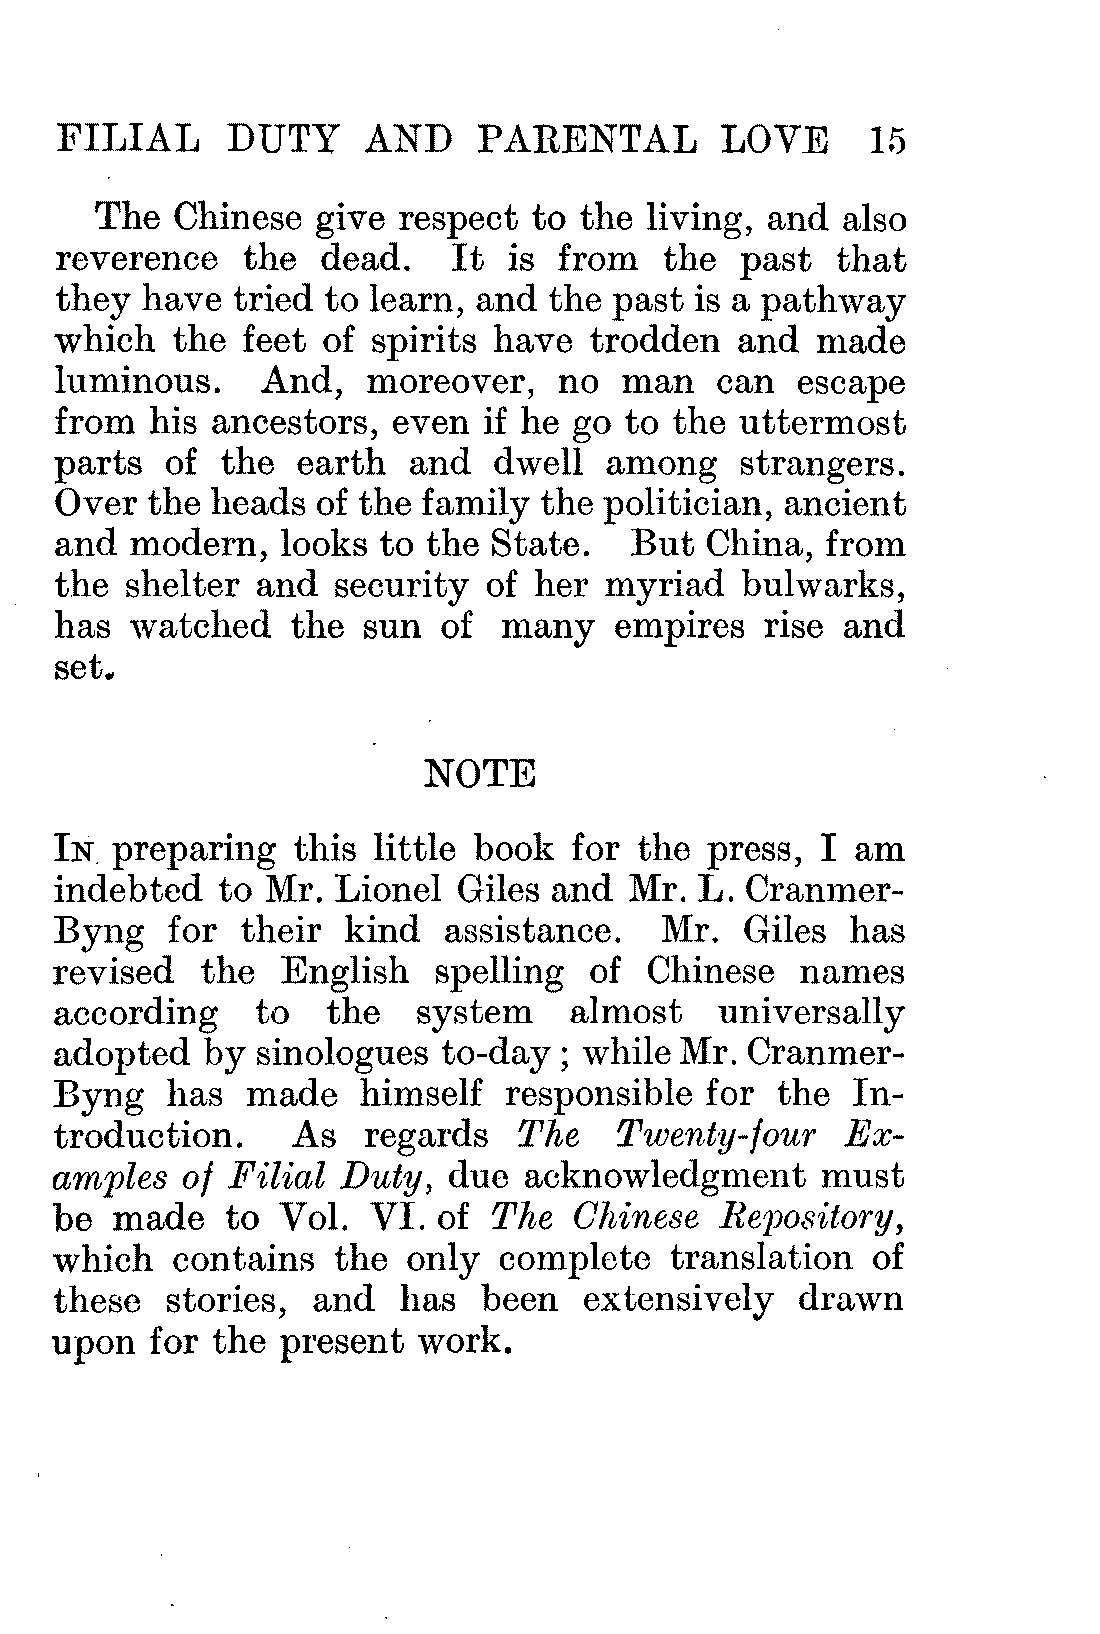 FILIAL DUTY AND PARENTAL LOVE 15
The Chinese give respect to the living, and also
reverence the dead. It is from the past that
they have tried to learn, and the past is a pathway
which the feet of spirits have trodden and made
luminous. And, moreover, no man can escape
from his ancestors, even if he go to the uttermost
parts of the earth and dwell among strangers.
Over the heads of the family the politician, ancient
and modern, looks to the State. But China, from
the shelter and security of her myriad bulwarks,
has watched the sun of many empires rise and
set.
NOTE
IN preparing this little book for the press, I am
indebted to Mr. Lionel Giles and Mr. L. Cranmer-
Byng for their kind assistance. Mr. Giles has
revised the English spelling of Chinese names
according to the system almost universally
adopted by sinologues to-day ; while Mr. Cranmer-
Byng has made himself responsible for the In-
troduction. As regards The Twenty-four Ex-
amples of Filial Duty, due acknowledgment must
be made to Vol. VI. of The Chinese Repository,
which contains the only complete translation of
these stories, and has been extensively drawn
upon for the present work.